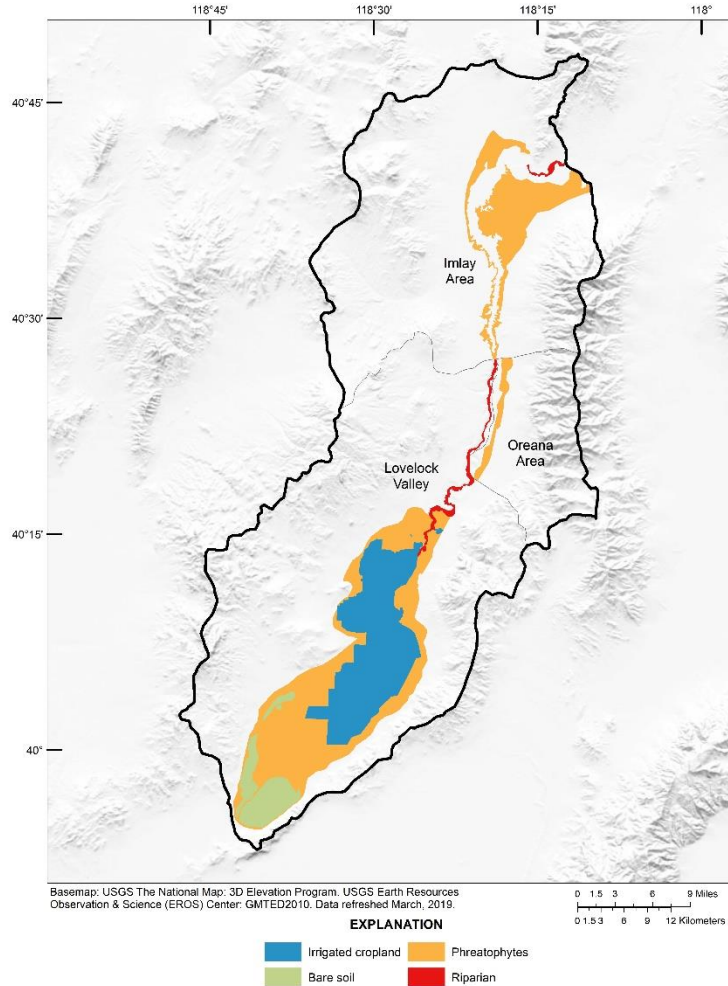 118°45' 118°30' 118°15' 118°
40°45'
Imlay
Area
40°30'
Oreana
Area
Lovelock
Valley
40°15'
40°
Basemap: USGS The National Map: 3D Elevation Program. USGS Earth Resources
Observation & Science (EROS) Center: GMTED2010. Data refreshed March, 2019.
0 1.5 3 6 9 Miles
0 1.5 3 6 9 12 Kilometers
EXPLANATION
Irrigated cropland Phreatophytes
Bare soil Riparian